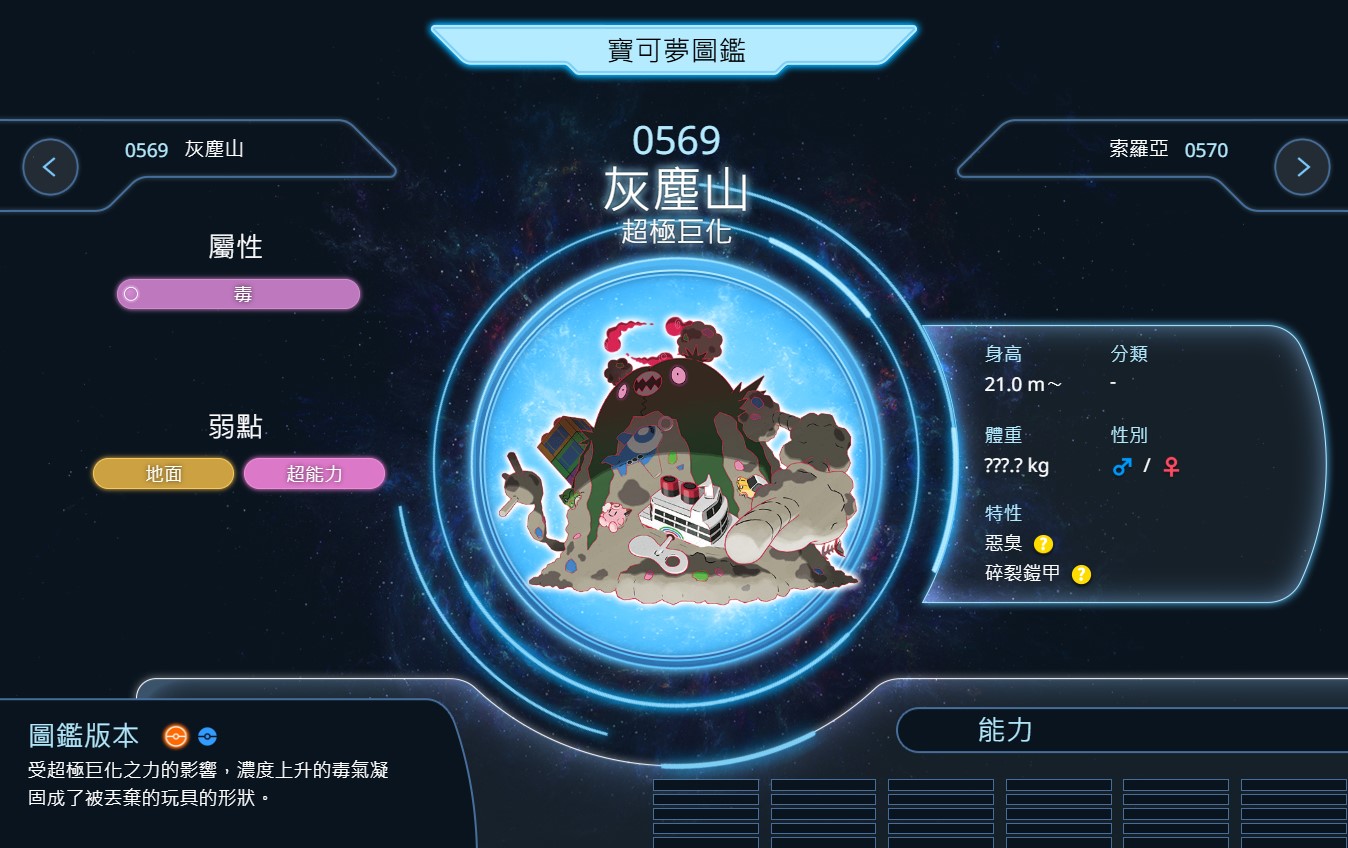 寶可夢圖鑑
0569 灰塵山
索羅亞 0570
0569
灰塵山
超極巨化
屬性
毒
弱點
地面
超能力
身高
21.0 m～
分類
-
體重
???.? kg
性別
♂ / ♀
特性
惡臭 ?
碎裂鎧甲 ?
圖鑑版本
受超極巨化之力的影響，濃度上升的毒氣凝
固成了被丟棄的玩具的形狀。
能力